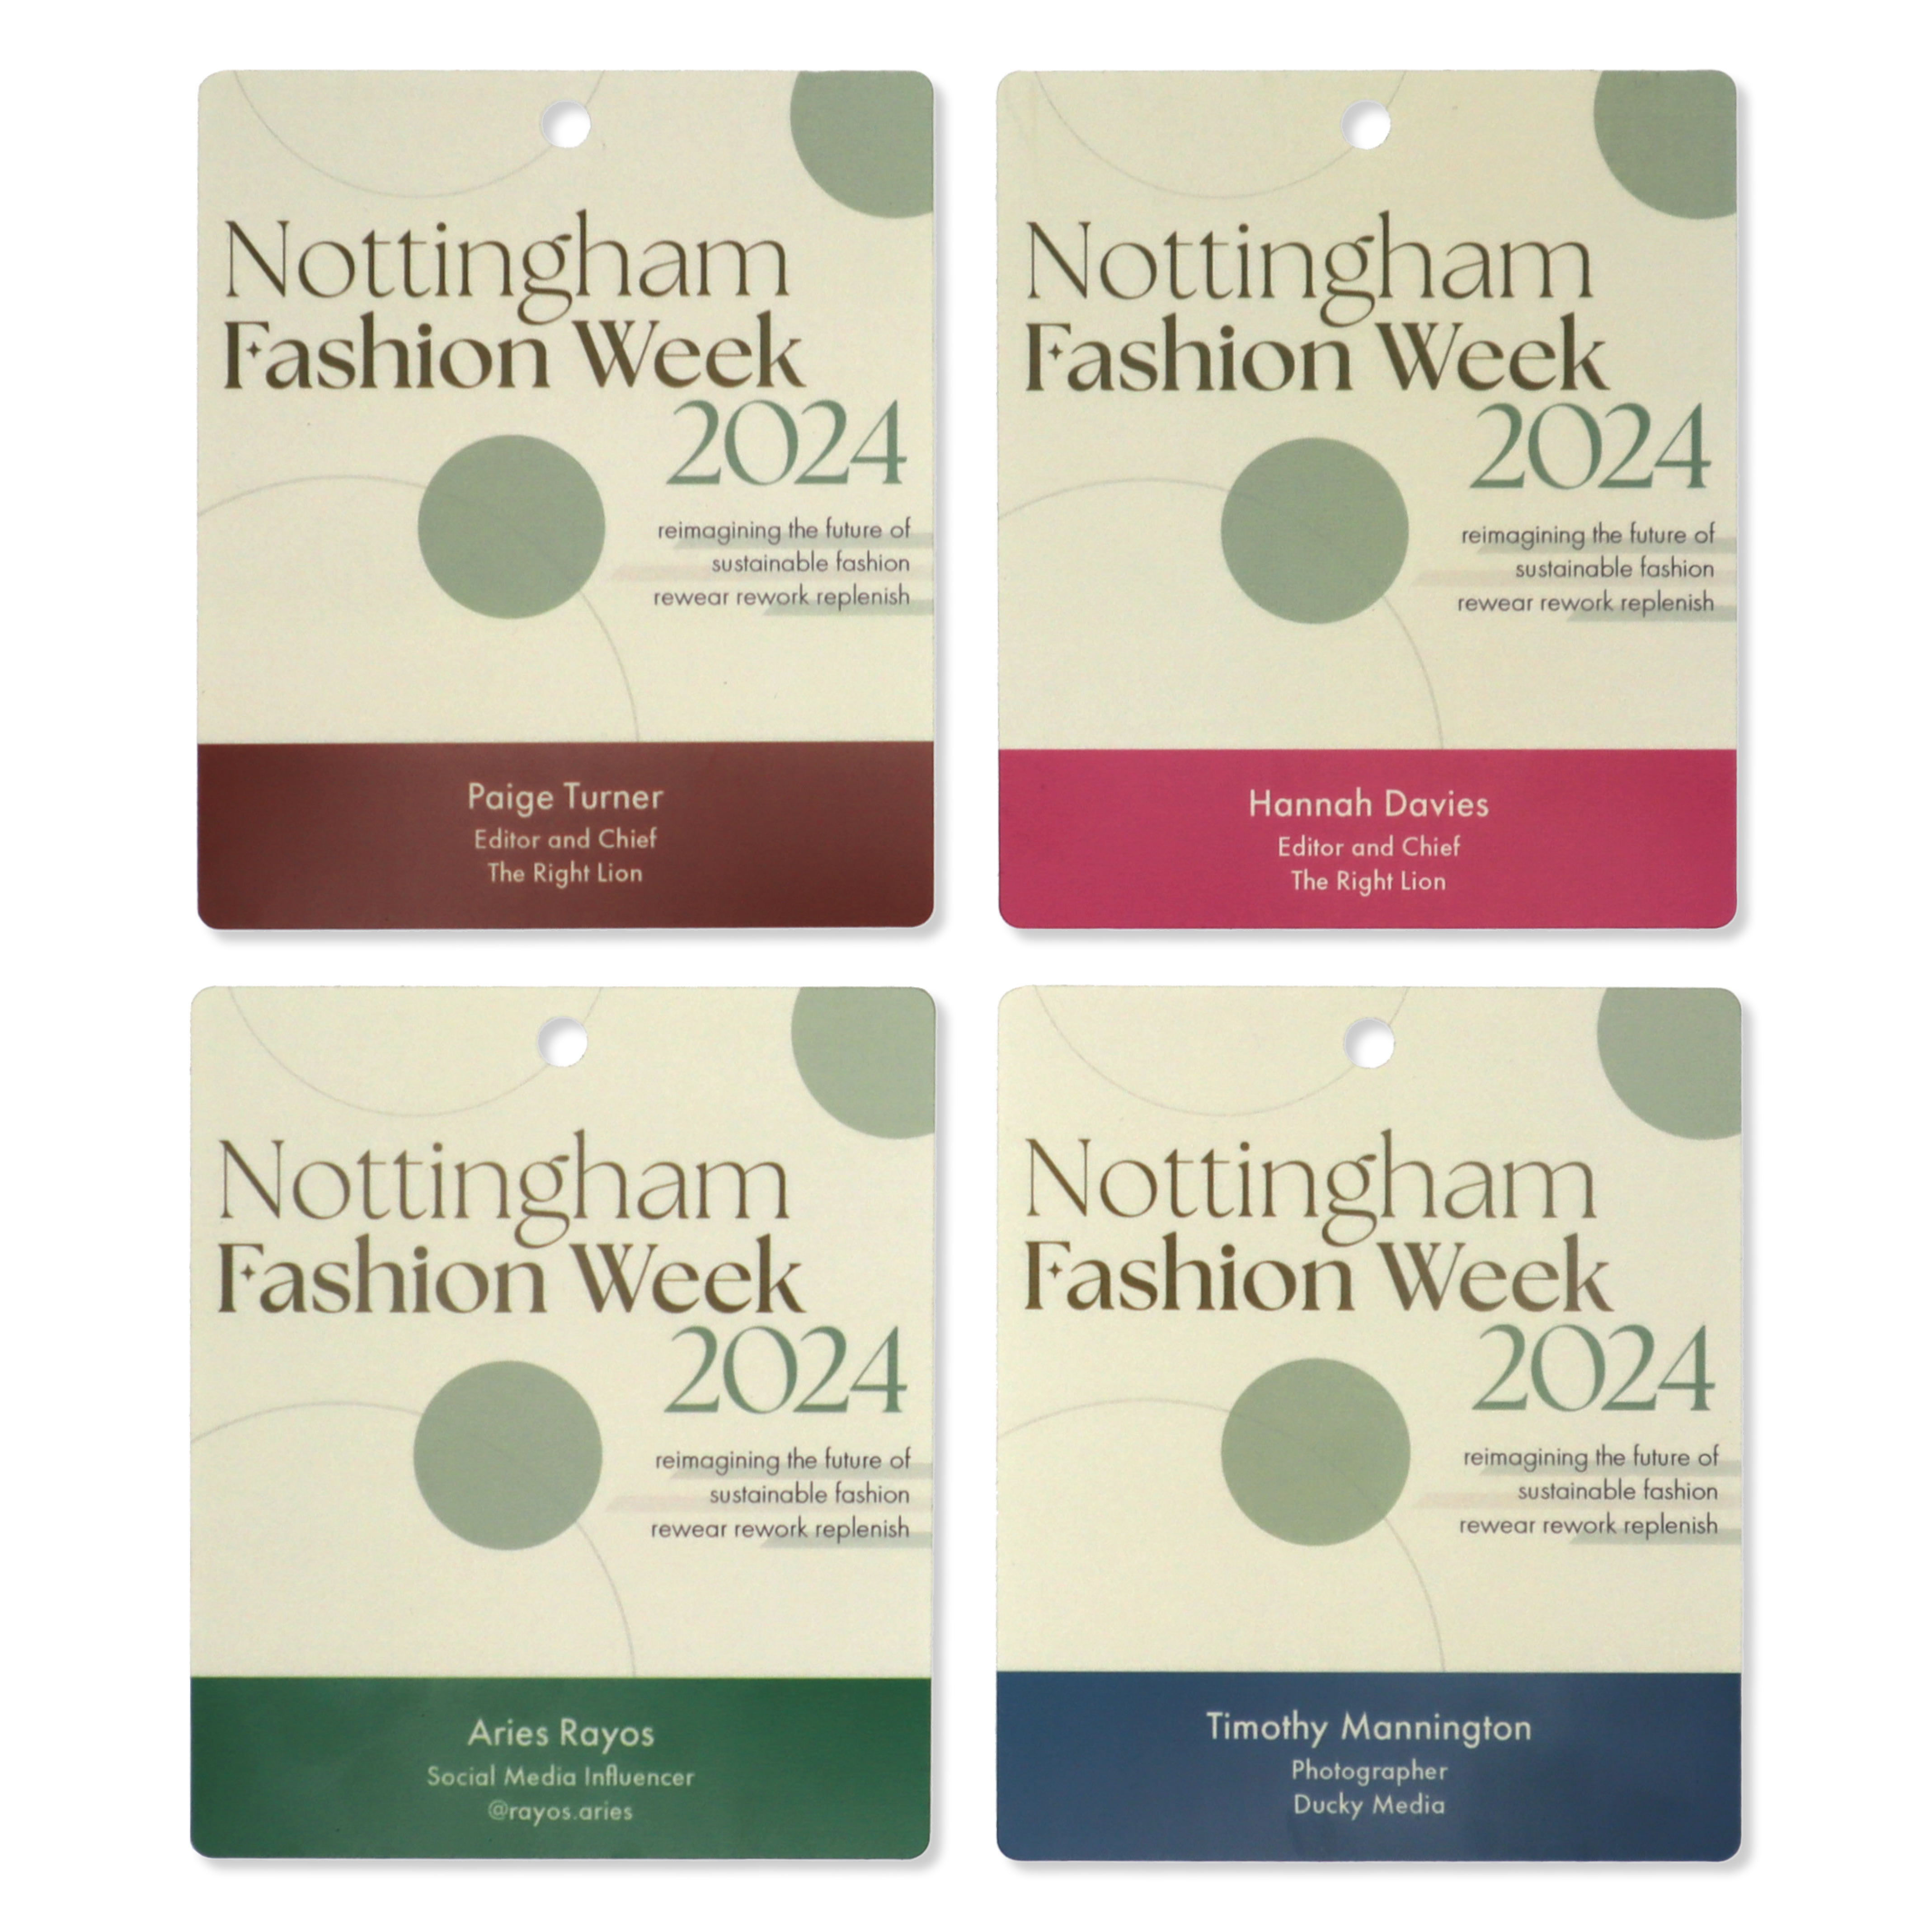 Nottingham
Fashion Week
2024
reimagining the future of
sustainable fashion
rewear rework replenish
Paige Turner
Editor and Chief
The Right Lion
Nottingham
Fashion Week
2024
reimagining the future of
sustainable fashion
rewear rework replenish
Hannah Davies
Editor and Chief
The Right Lion
Nottingham
Fashion Week
2024
reimagining the future of
sustainable fashion
rewear rework replenish
Aries Rayos
Social Media Influencer
@rayos.aries
Nottingham
Fashion Week
2024
reimagining the future of
sustainable fashion
rewear rework replenish
Timothy Mannington
Photographer
Ducky Media